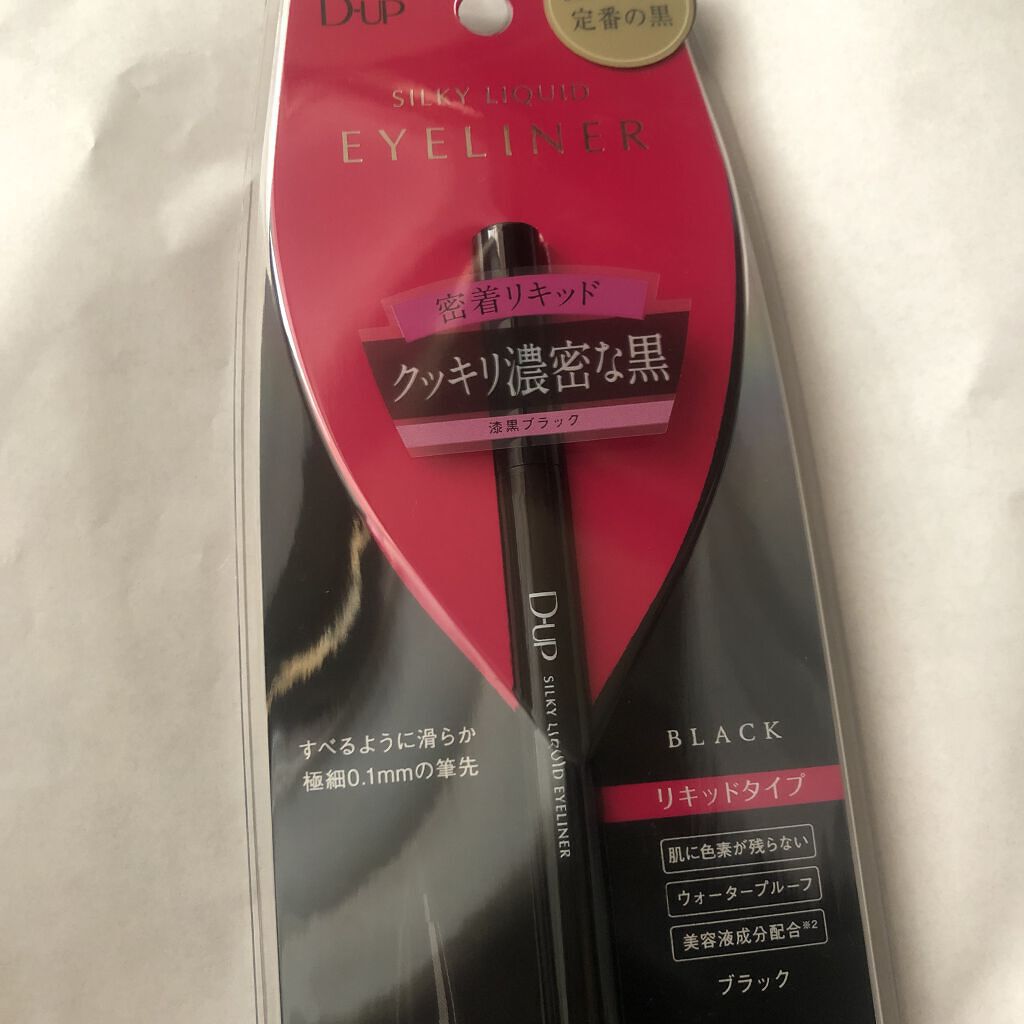 D-UP
定番の黒
SILKY LIQUID
EYELINER
密着リキッド
クッキリ濃密な黒
漆黒ブラック
D-UP SILKY LIQUID EYELINER
すべるように滑らか
極細0.1mmの筆先
BLACK
リキッドタイプ
肌に色素が残らない
ウォータープルーフ
美容液成分配合※2
ブラック